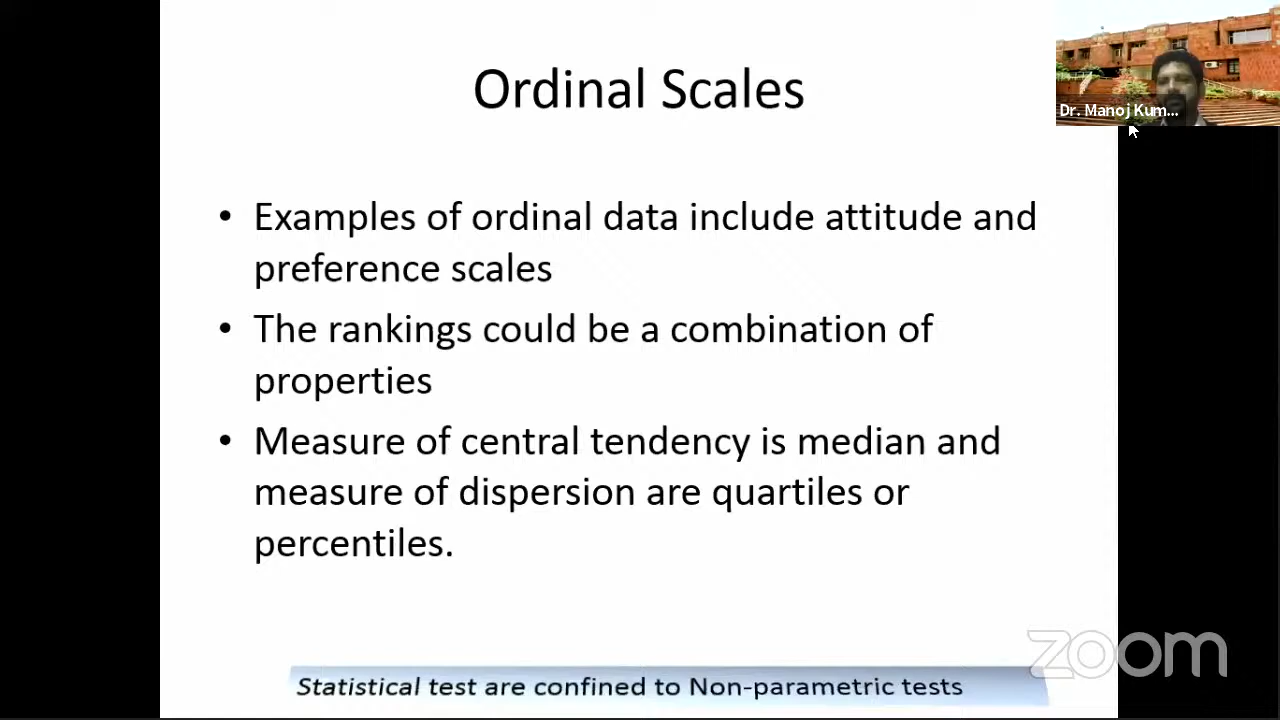 Ordinal Scales
Dr. Manoj Kum...
• Examples of ordinal data include attitude and
preference scales
• The rankings could be a combination of
properties
• Measure of central tendency is median and
measure of dispersion are quartiles or
percentiles.
zoom
Statistical test are confined to Non-parametric tests